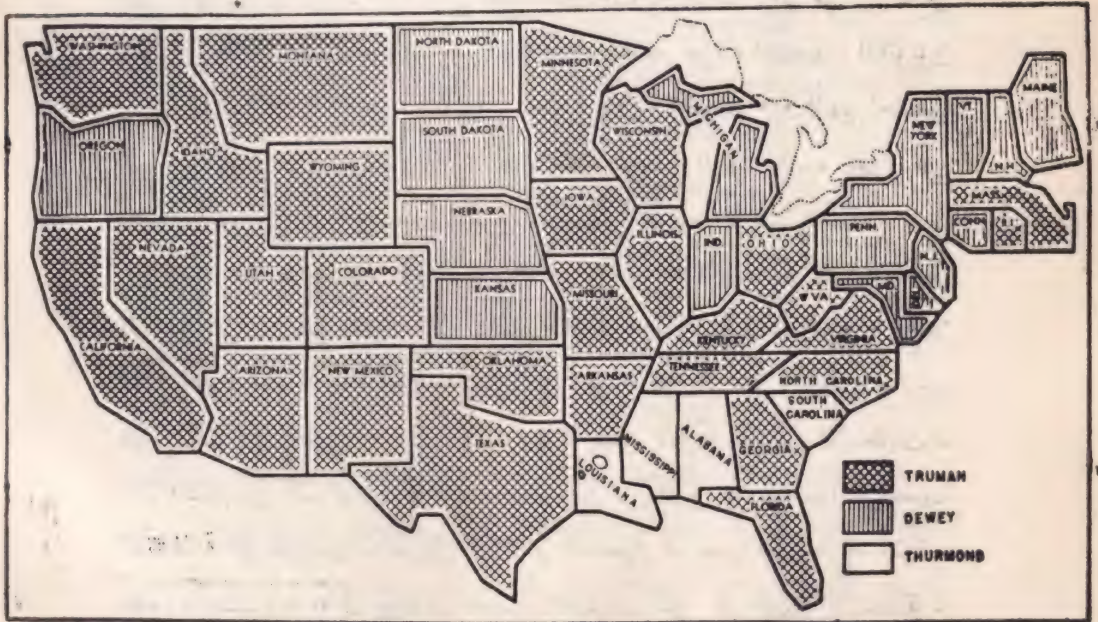 WASHINGTON
MONTANA
NORTH DAKOTA
MINNESOTA
MAINE
OREGON
IDAHO
SOUTH DAKOTA
WISCONSIN
MICHIGAN
NEW YORK
VT.
N.H.
WYOMING
MASS.
NEBRASKA
IOWA
CONN.
R.I.
NEVADA
UTAH
COLORADO
ILLINOIS
IND.
OHIO
PENN.
N.J.
KANSAS
MISSOURI
W VA.
MD.
CALIFORNIA
KENTUCKY
VIRGINIA
ARIZONA
NEW MEXICO
OKLAHOMA
ARKANSAS
TENNESSEE
NORTH CAROLINA
SOUTH CAROLINA
TEXAS
MISSISSIPPI
ALABAMA
GEORGIA
LOUISIANA
FLORIDA
TRUMAN
DEWEY
THURMOND